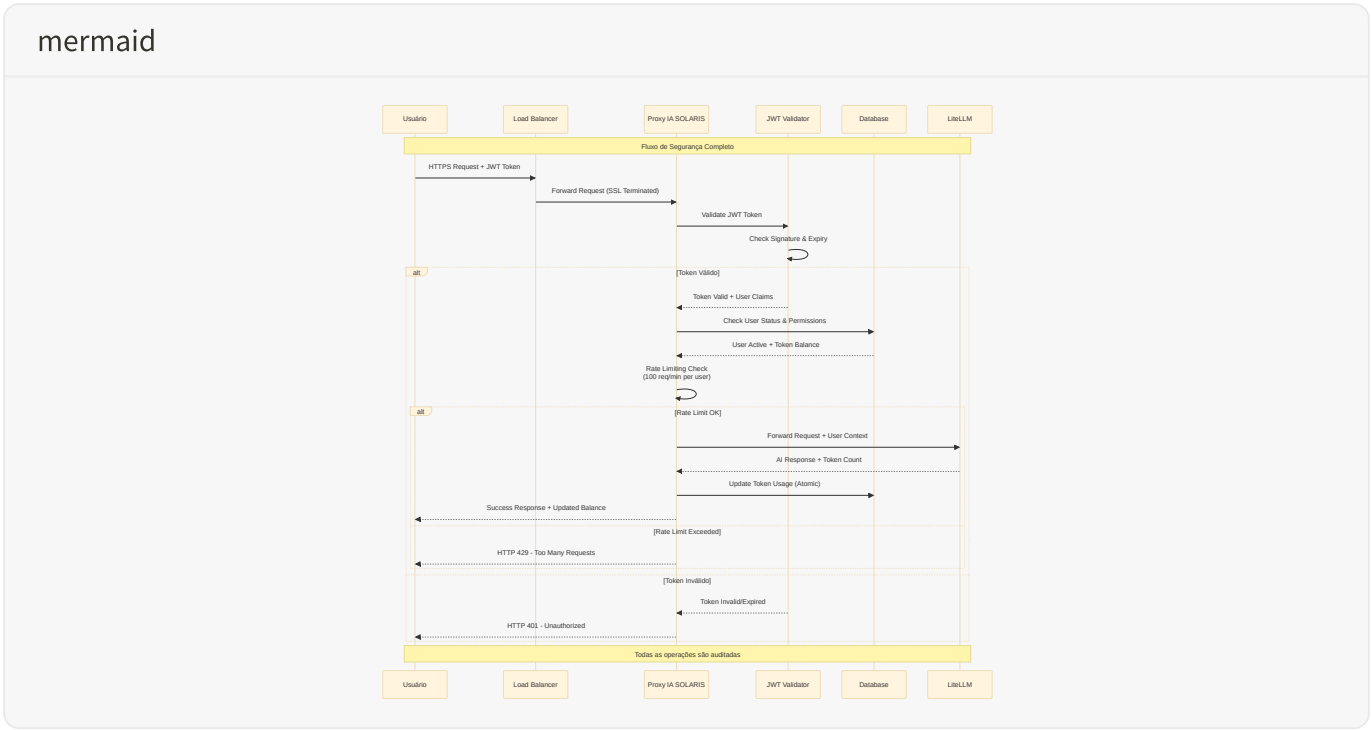 mermaid
Usuário
Load Balancer
Proxy IA SOLARIS
JWT Validator
Database
LiteLLM
Fluxo de Segurança Completo
HTTPS Request + JWT Token
Forward Request (SSL Terminated)
Validate JWT Token
Check Signature & Expiry
alt
[Token Válido]
Token Valid + User Claims
Check User Status & Permissions
User Active + Token Balance
Rate Limiting Check
(100 req/min per user)
alt
[Rate Limit OK]
Forward Request + User Context
AI Response + Token Count
Update Token Usage (Atomic)
Success Response + Updated Balance
[Rate Limit Exceeded]
HTTP 429 - Too Many Requests
[Token Inválido]
Token Invalid/Expired
HTTP 401 - Unauthorized
Todas as operações são auditadas
Usuário
Load Balancer
Proxy IA SOLARIS
JWT Validator
Database
LiteLLM